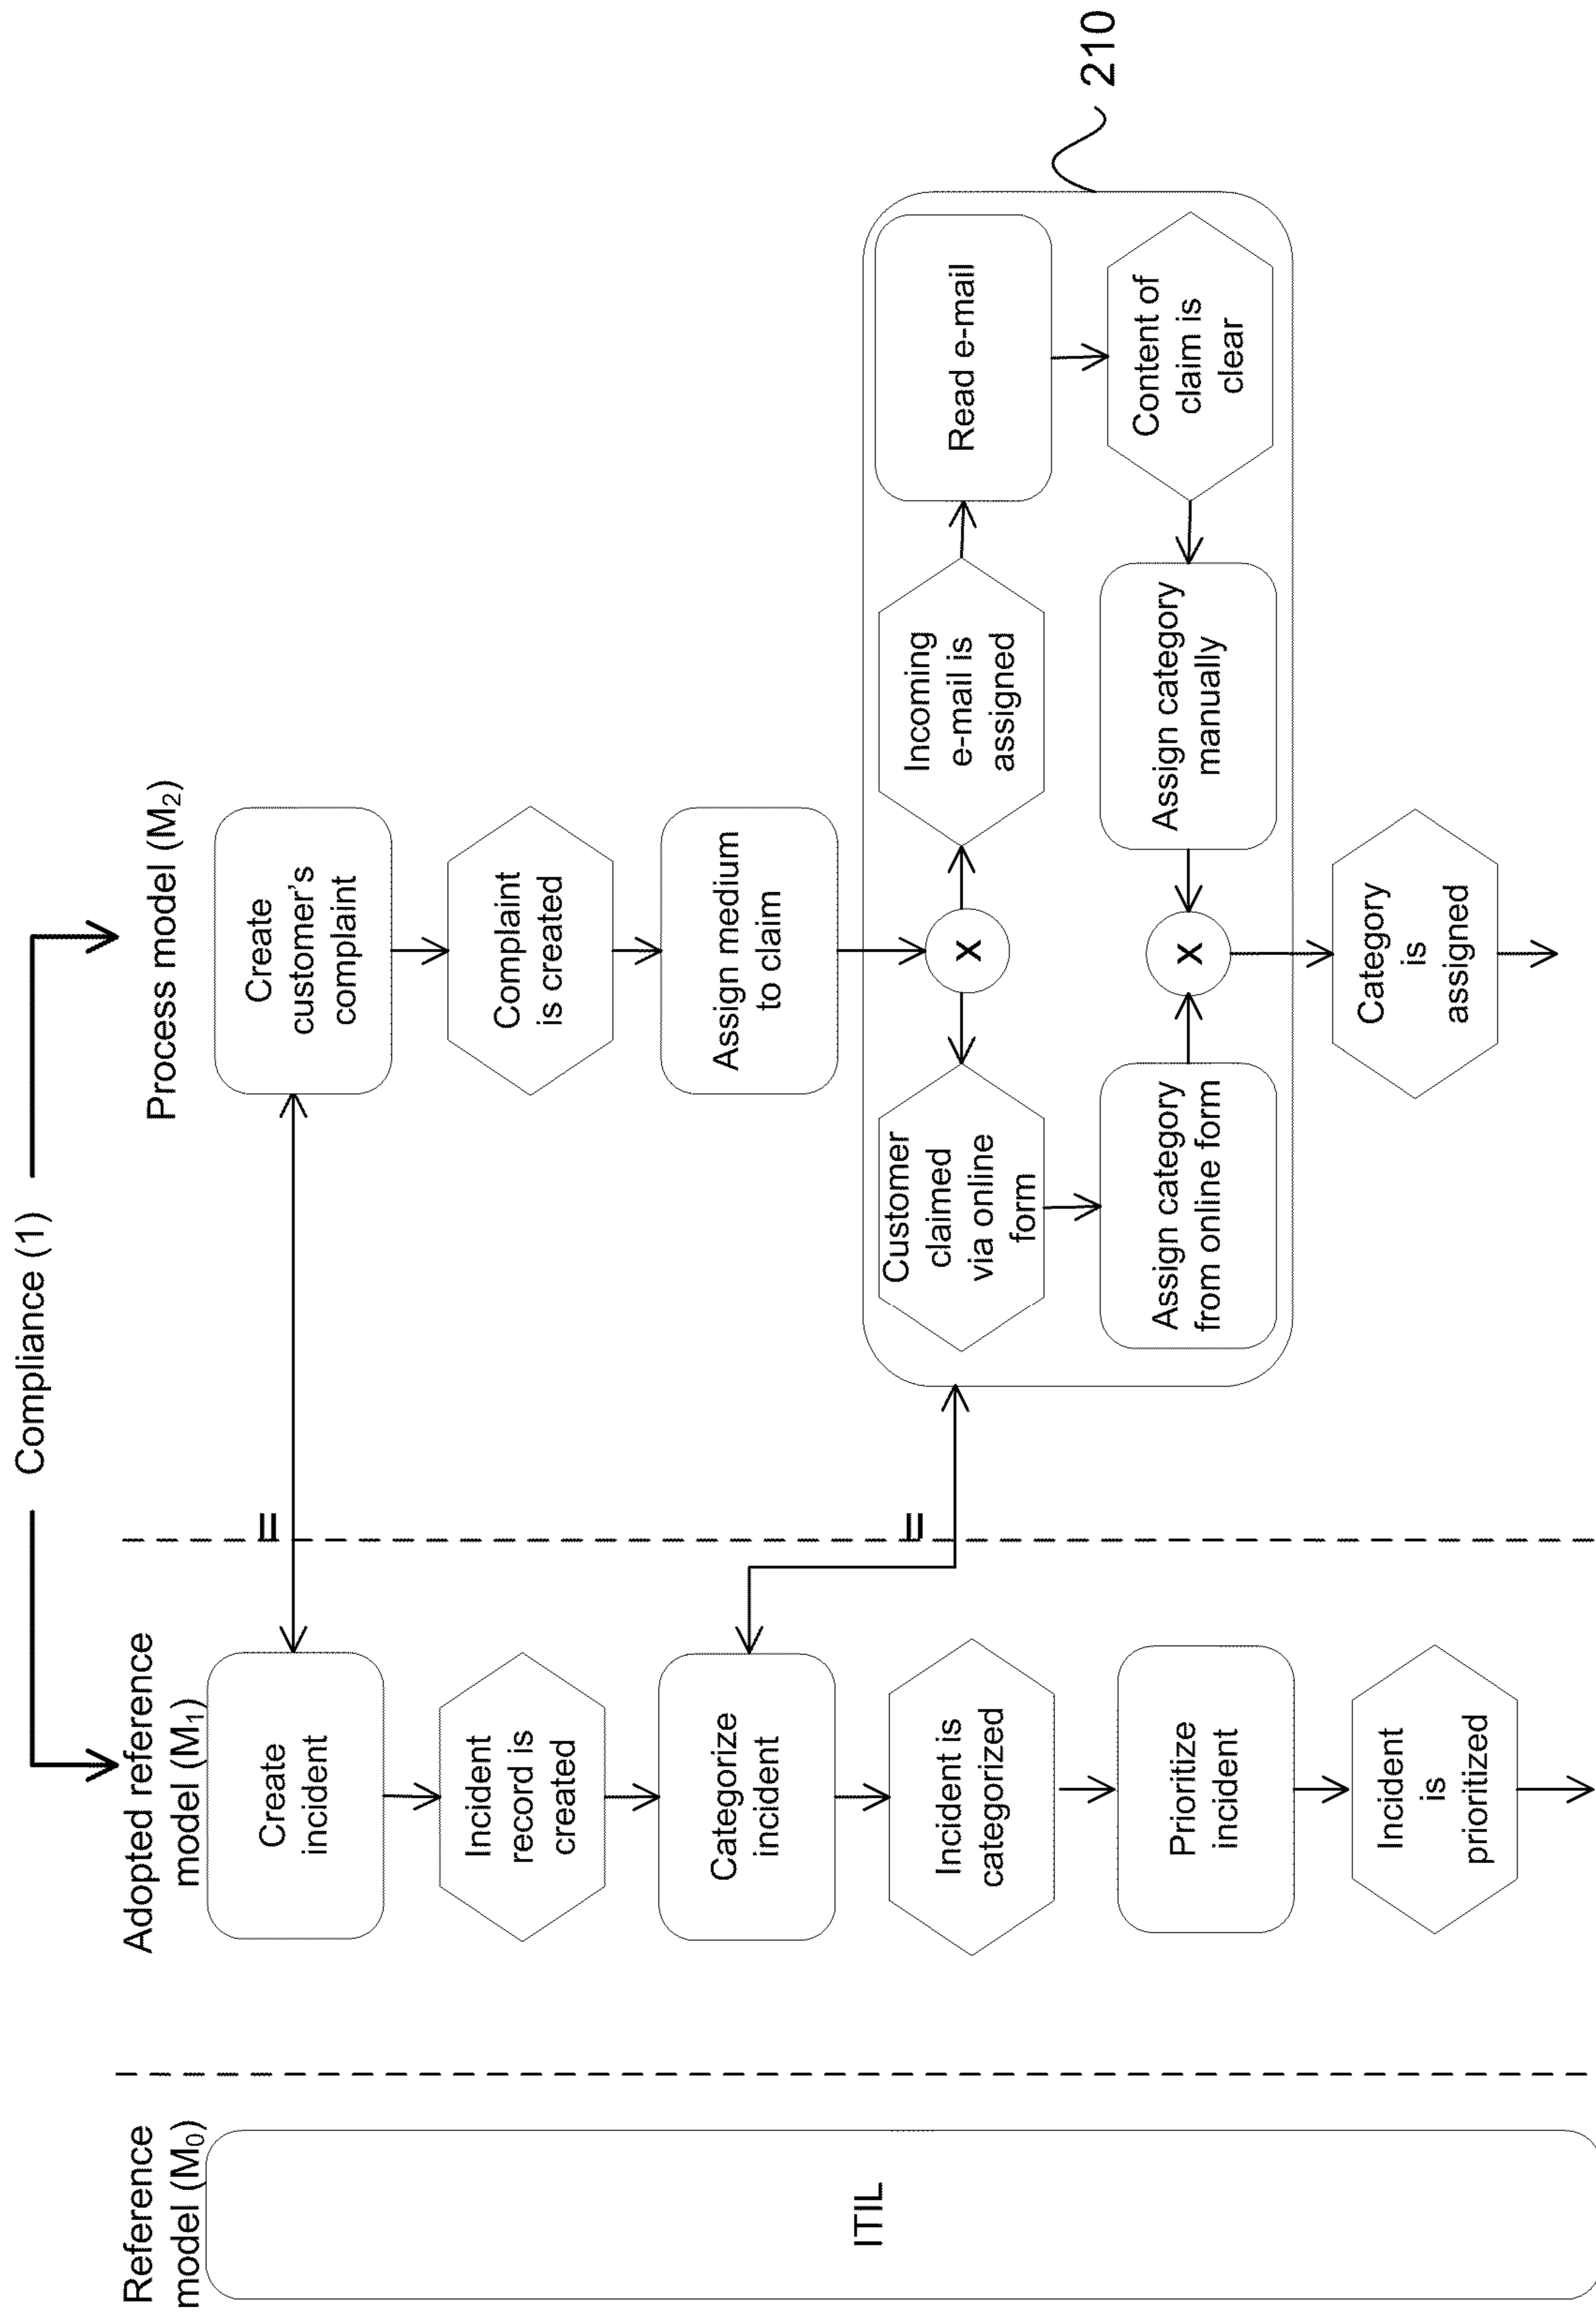 Compliance (1)
Reference
model (M₀)
ITIL
Adopted reference
model (M₁)
Create
incident
Incident
record is
created
Categorize
incident
Incident is
categorized
Prioritize
incident
Incident
is
prioritized
=
=
Process model (M₂)
Create
customer's
complaint
Complaint
is created
Assign medium
to claim
X
Customer
claimed
via online
form
Incoming
e-mail is
assigned
Read e-mail
Assign category
from online form
X
Assign category
manually
Content of
claim is
clear
Category
is
assigned
210